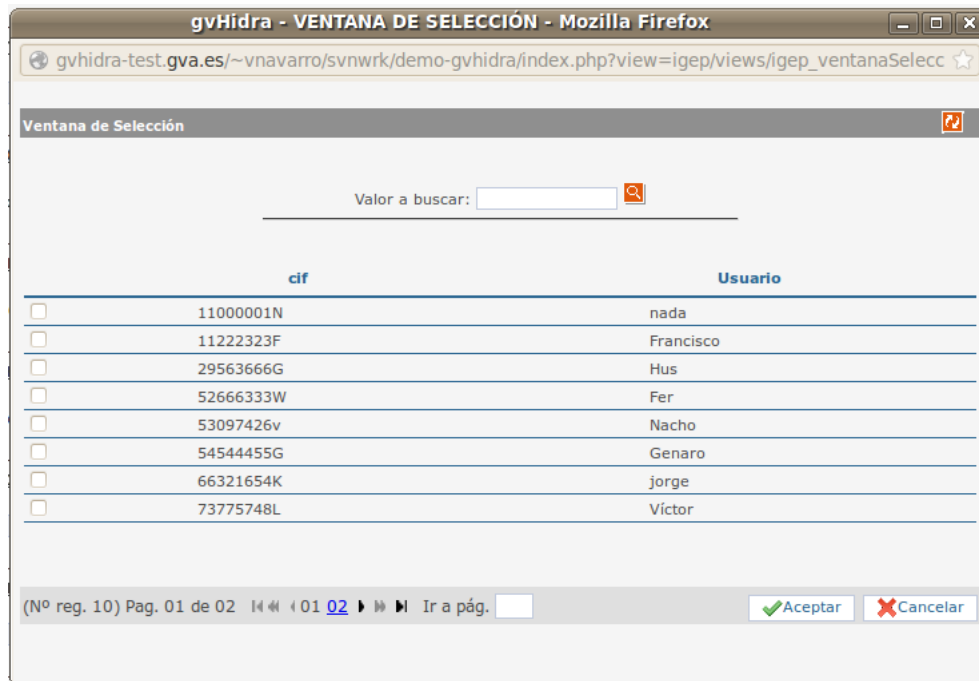 gvHidra - VENTANA DE SELECCIÓN - Mozilla Firefox
gvhidra-test.gva.es/~vnavarro/svnwrk/demo-gvhidra/index.php?view=igep/views/igep_ventanaSelecc
Ventana de Selección
Valor a buscar:
cif Usuario
11000001N nada
11222323F Francisco
29563666G Hus
52666333W Fer
53097426v Nacho
54544455G Genaro
66321654K jorge
73775748L Víctor
(Nº reg. 10) Pag. 01 de 02 01 02 Ir a pág. Aceptar Cancelar